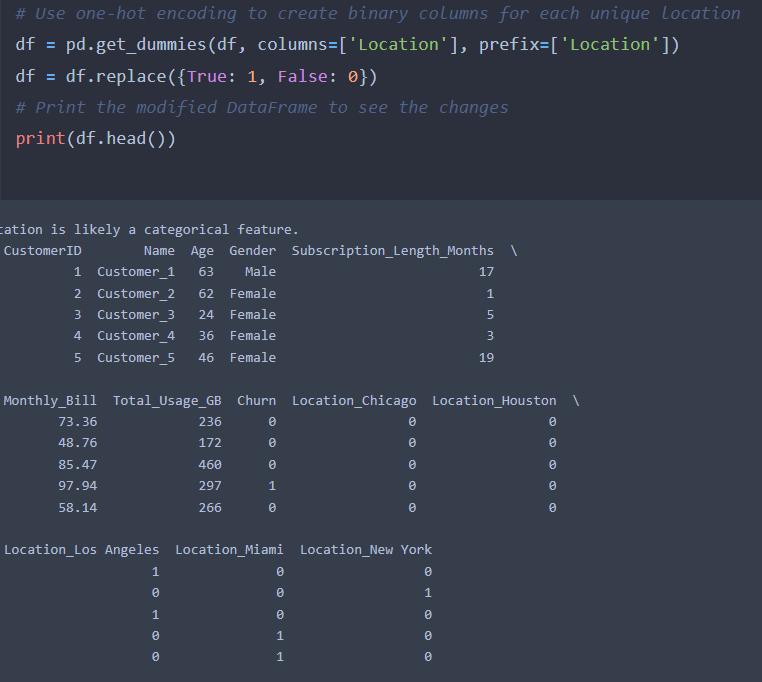 # Use one-hot encoding to create binary columns for each unique location
df = pd.get_dummies(df, columns=['Location'], prefix=['Location'])
df = df.replace({True: 1, False: 0})
# Print the modified DataFrame to see the changes
print(df.head())
cation is likely a categorical feature.
CustomerID Name Age Gender Subscription_Length_Months \
1 Customer_1 63 Male 17
2 Customer_2 62 Female 1
3 Customer_3 24 Female 5
4 Customer_4 36 Female 3
5 Customer_5 46 Female 19
Monthly_Bill Total_Usage_GB Churn Location_Chicago Location_Houston \
73.36 236 0 0 0
48.76 172 0 0 0
85.47 460 0 0 0
97.94 297 1 0 0
58.14 266 0 0 0
Location_Los Angeles Location_Miami Location_New York
1 0 0
0 0 1
1 0 0
0 1 0
0 1 0